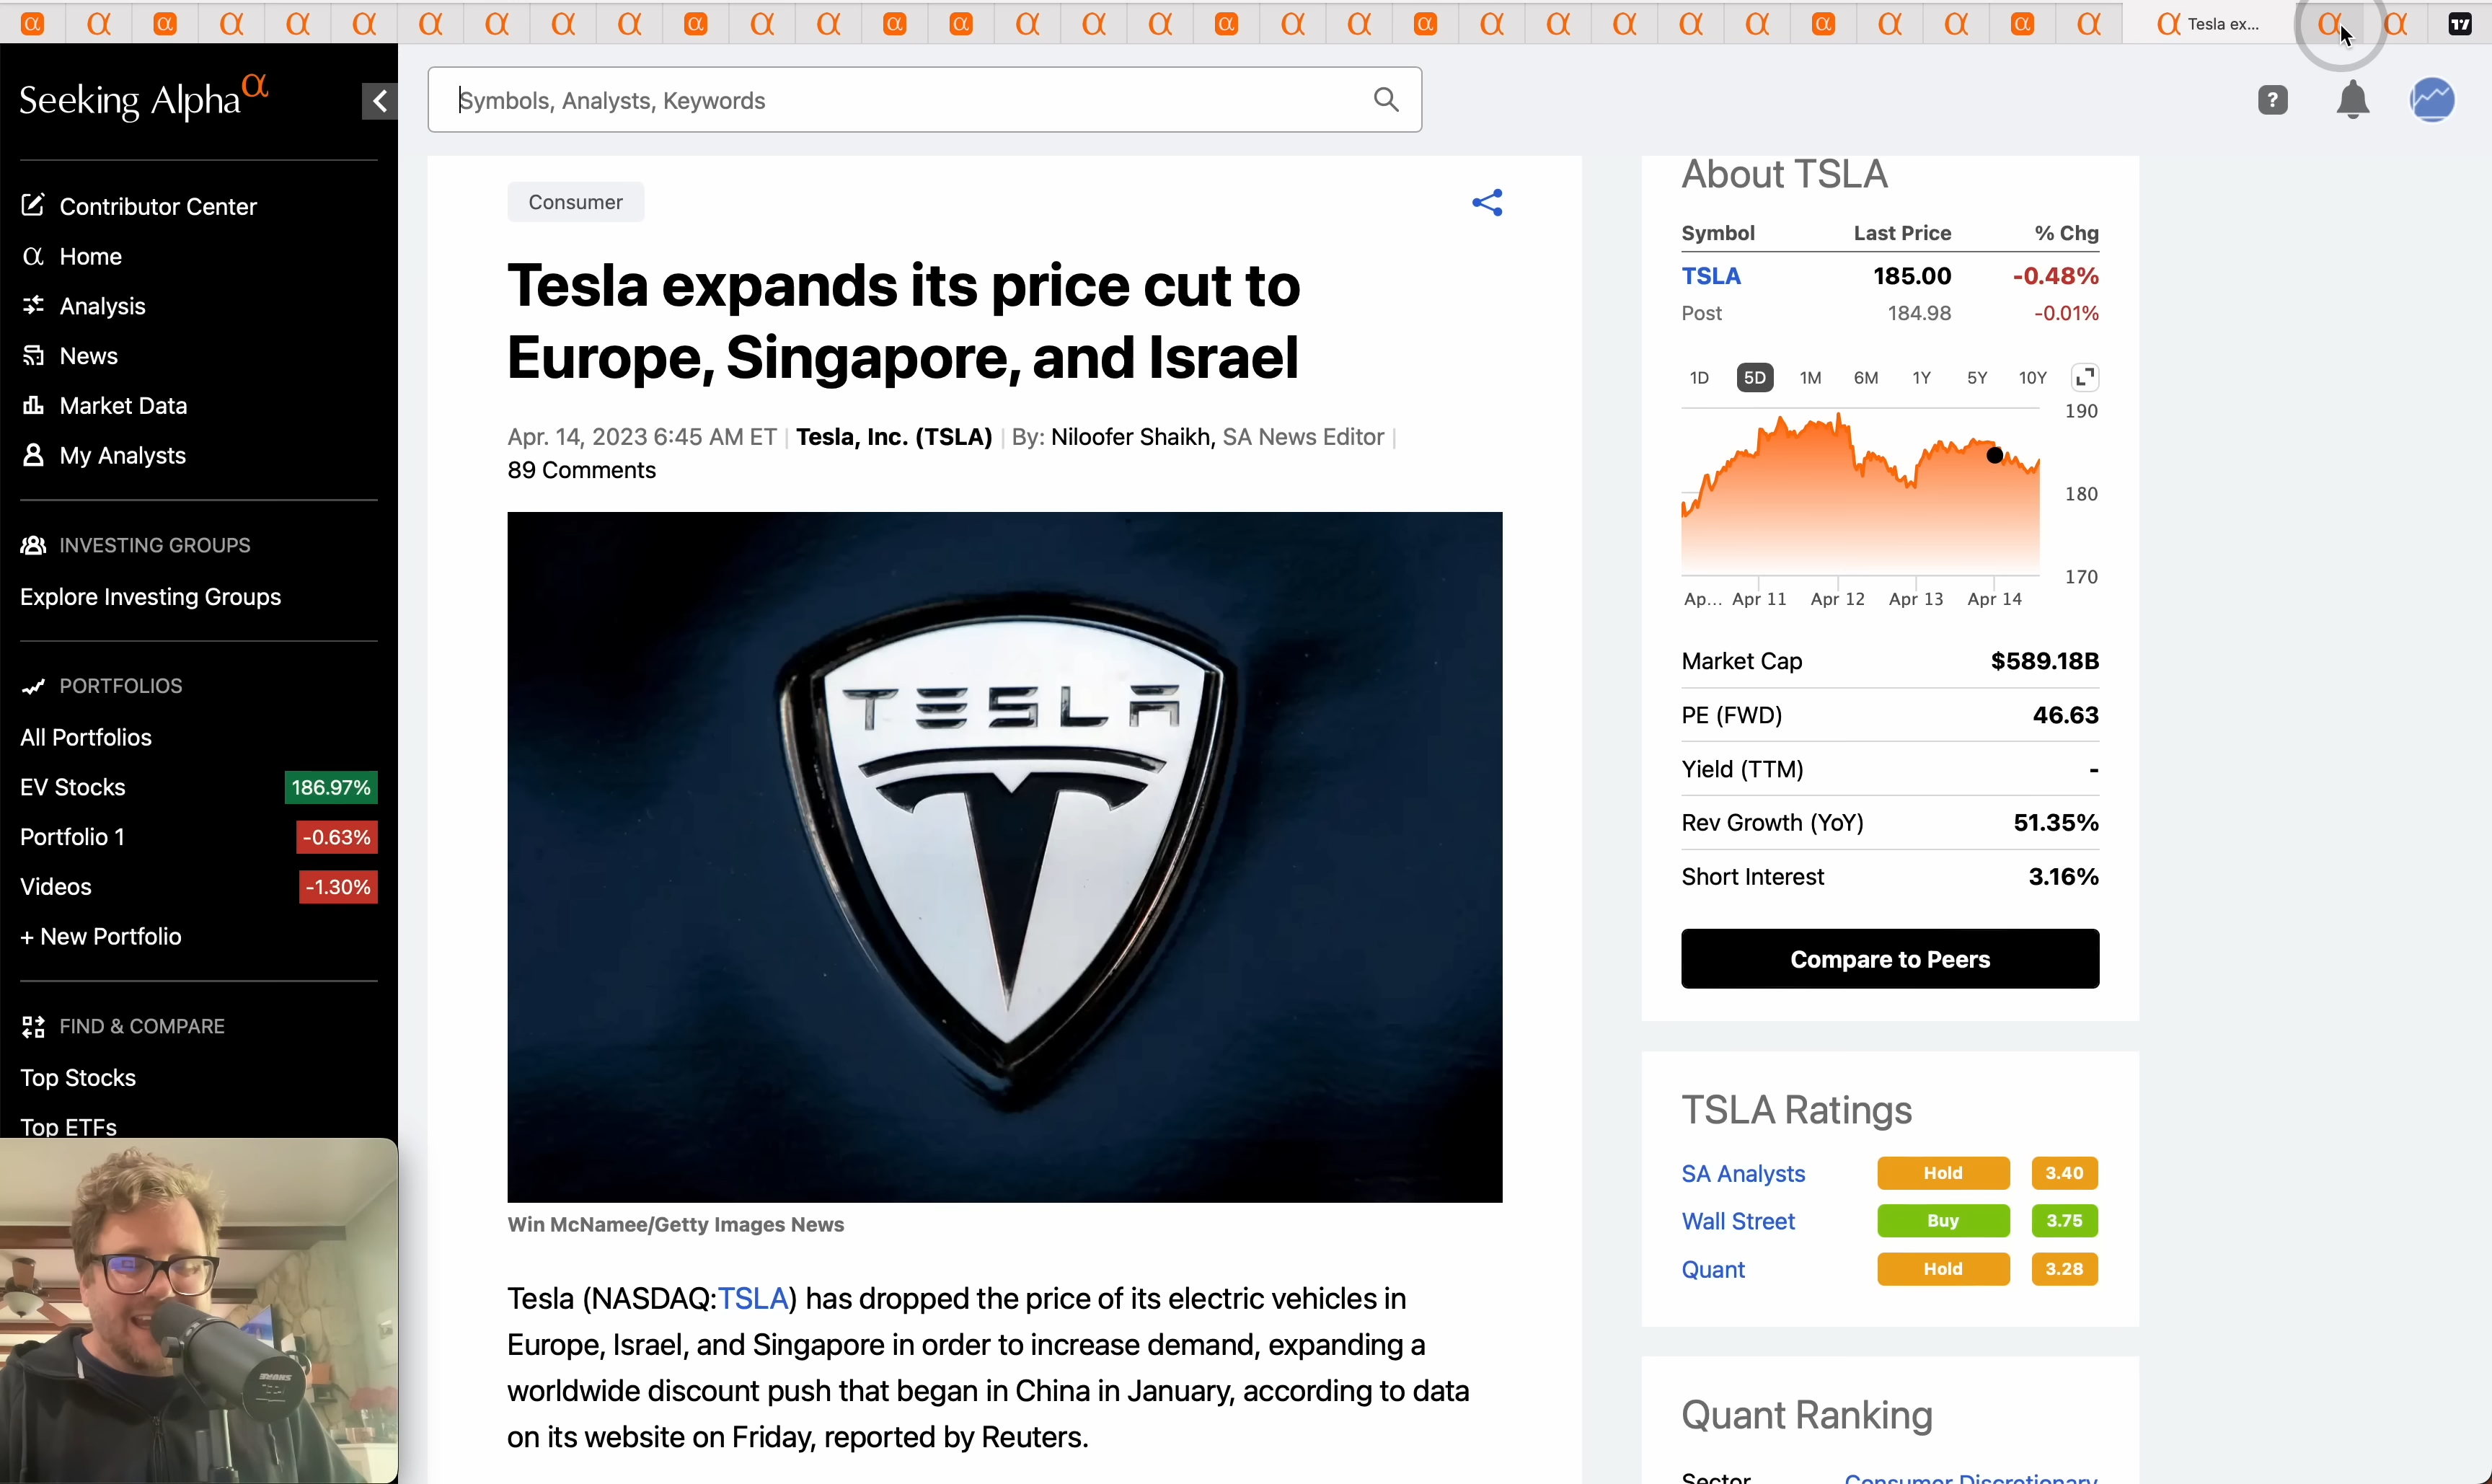 Tesla ex...
Seeking Alpha α
Symbols, Analysts, Keywords
?
Contributor Center
Home
Analysis
News
Market Data
My Analysts
INVESTING GROUPS
Explore Investing Groups
PORTFOLIOS
All Portfolios
EV Stocks 186.97%
Portfolio 1 -0.63%
Videos -1.30%
+ New Portfolio
FIND & COMPARE
Top Stocks
Top ETFs
Consumer
Tesla expands its price cut to
Europe, Singapore, and Israel
Apr. 14, 2023 6:45 AM ET | Tesla, Inc. (TSLA) | By: Niloofer Shaikh, SA News Editor |
89 Comments
TESLA
Win McNamee/Getty Images News
Tesla (NASDAQ:TSLA) has dropped the price of its electric vehicles in
Europe, Israel, and Singapore in order to increase demand, expanding a
worldwide discount push that began in China in January, according to data
on its website on Friday, reported by Reuters.
About TSLA
Symbol Last Price % Chg
TSLA 185.00 -0.48%
Post 184.98 -0.01%
1D 5D 1M 6M 1Y 5Y 10Y
190
180
170
Ap... Apr 11 Apr 12 Apr 13 Apr 14
Market Cap $589.18B
PE (FWD) 46.63
Yield (TTM) -
Rev Growth (YoY) 51.35%
Short Interest 3.16%
Compare to Peers
TSLA Ratings
SA Analysts Hold 3.40
Wall Street Buy 3.75
Quant Hold 3.28
Quant Ranking
Sector Consumer Discretionary